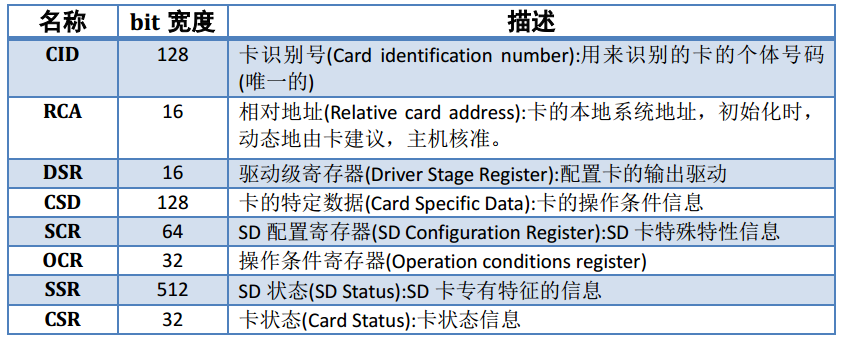 名称 bit 宽度 描述
CID 128 卡识别号(Card identification number):用来识别的卡的个体号码
(唯一的)
RCA 16 相对地址(Relative card address):卡的本地系统地址，初始化时，
动态地由卡建议，主机核准。
DSR 16 驱动级寄存器(Driver Stage Register):配置卡的输出驱动
CSD 128 卡的特定数据(Card Specific Data):卡的操作条件信息
SCR 64 SD 配置寄存器(SD Configuration Register):SD 卡特殊特性信息
OCR 32 操作条件寄存器(Operation conditions register)
SSR 512 SD 状态(SD Status):SD 卡专有特征的信息
CSR 32 卡状态(Card Status):卡状态信息